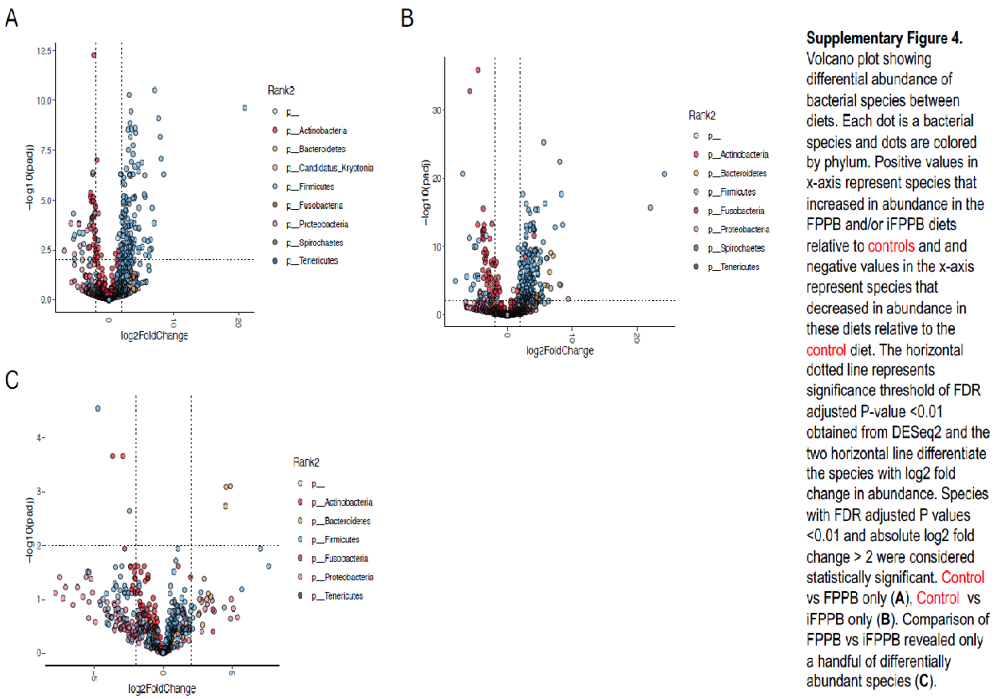 A
12.5
10.0
7.5
5.0
2.5
0.0
−log10(padj)
0
10
20
log2FoldChange
Rank2
p__
p__Actinobacteria
p__Bacteroidetes
p__Candidatus_Kryptonia
p__Firmicutes
p__Fusobacteria
p__Proteobacteria
p__Spirochaetes
p__Tenericutes
B
30
20
10
0
−log10(padj)
0
10
20
log2FoldChange
Rank2
p__
p__Actinobacteria
p__Bacteroidetes
p__Firmicutes
p__Fusobacteria
p__Proteobacteria
p__Spirochaetes
p__Tenericutes
C
4
3
2
1
0
−log10(padj)
−5
0
5
log2FoldChange
Rank2
p__
p__Actinobacteria
p__Bacteroidetes
p__Firmicutes
p__Fusobacteria
p__Proteobacteria
p__Tenericutes
Supplementary Figure 4.
Volcano plot showing
differential abundance of
bacterial species between
diets. Each dot is a bacterial
species and dots are colored
by phylum. Positive values in
x-axis represent species that
increased in abundance in the
FPPB and/or iFPPB diets
relative to controls and and
negative values in the x-axis
represent species that
decreased in abundance in
these diets relative to the
control diet. The horizontal
dotted line represents
significance threshold of FDR
adjusted P-value <0.01
obtained from DESeq2 and the
two horizontal line differentiate
the species with log2 fold
change in abundance. Species
with FDR adjusted P values
<0.01 and absolute log2 fold
change > 2 were considered
statistically significant. Control
vs FPPB only (A), Control vs
iFPPB only (B). Comparison of
FPPB vs iFPPB revealed only
a handful of differentially
abundant species (C).